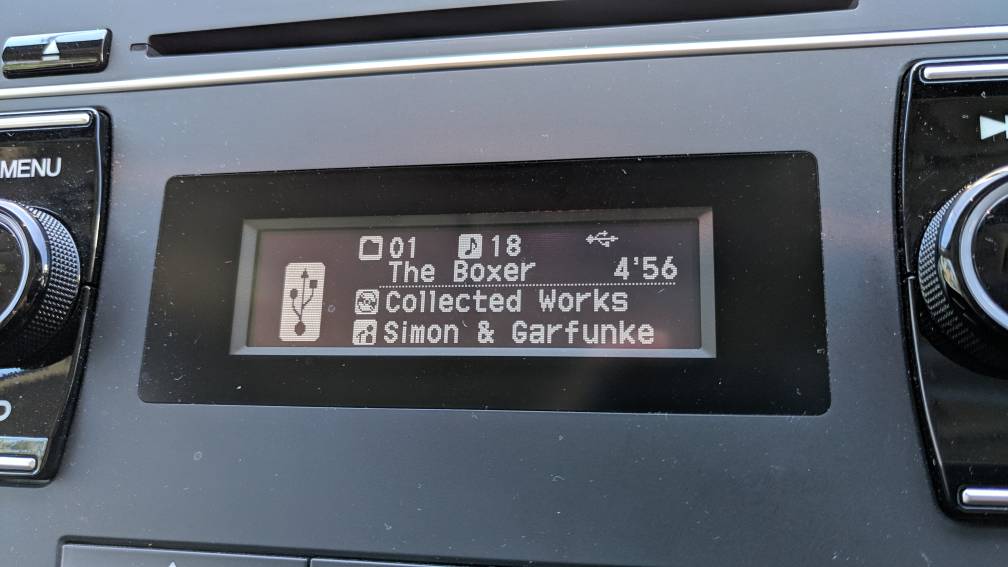 MENU
01 18
The Boxer 4'56
Collected Works
Simon & Garfunke